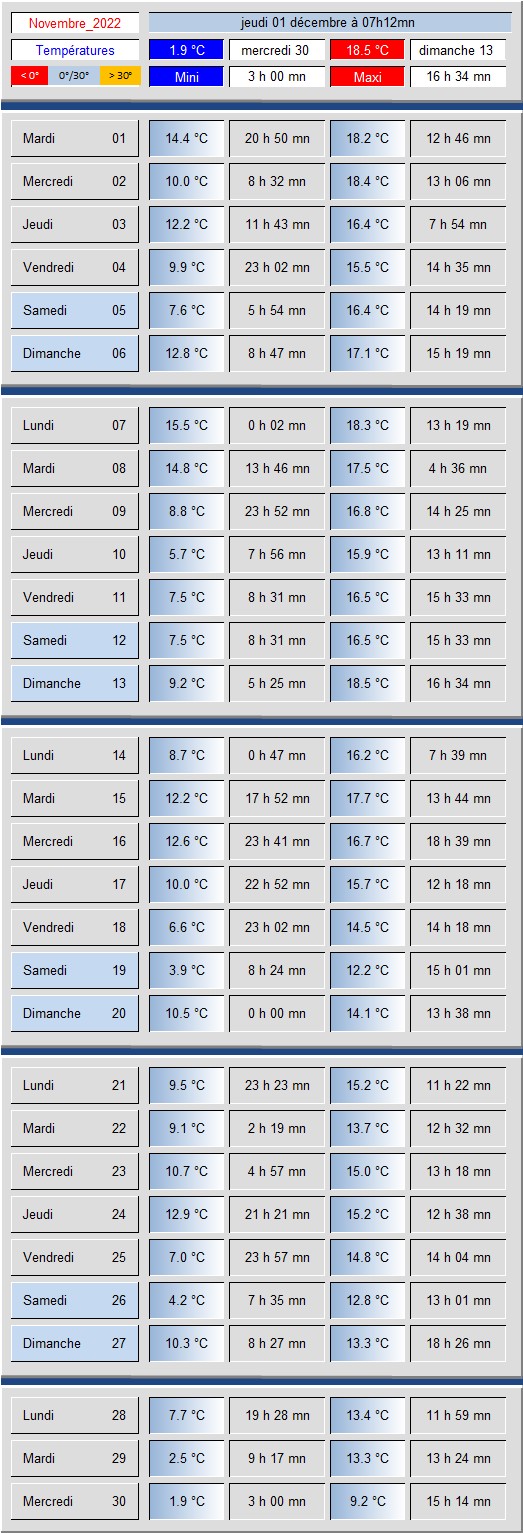 Novembre_2022 jeudi 01 décembre à 07h12mn
Températures 1.9 °C mercredi 30 18.5 °C dimanche 13
< 0° 0°/30° > 30° Mini 3 h 00 mn Maxi 16 h 34 mn
Mardi 01 14.4 °C 20 h 50 mn 18.2 °C 12 h 46 mn
Mercredi 02 10.0 °C 8 h 32 mn 18.4 °C 13 h 06 mn
Jeudi 03 12.2 °C 11 h 43 mn 16.4 °C 7 h 54 mn
Vendredi 04 9.9 °C 23 h 02 mn 15.5 °C 14 h 35 mn
Samedi 05 7.6 °C 5 h 54 mn 16.4 °C 14 h 19 mn
Dimanche 06 12.8 °C 8 h 47 mn 17.1 °C 15 h 19 mn
Lundi 07 15.5 °C 0 h 02 mn 18.3 °C 13 h 19 mn
Mardi 08 14.8 °C 13 h 46 mn 17.5 °C 4 h 36 mn
Mercredi 09 8.8 °C 23 h 52 mn 16.8 °C 14 h 25 mn
Jeudi 10 5.7 °C 7 h 56 mn 15.9 °C 13 h 11 mn
Vendredi 11 7.5 °C 8 h 31 mn 16.5 °C 15 h 33 mn
Samedi 12 7.5 °C 8 h 31 mn 16.5 °C 15 h 33 mn
Dimanche 13 9.2 °C 5 h 25 mn 18.5 °C 16 h 34 mn
Lundi 14 8.7 °C 0 h 47 mn 16.2 °C 7 h 39 mn
Mardi 15 12.2 °C 17 h 52 mn 17.7 °C 13 h 44 mn
Mercredi 16 12.6 °C 23 h 41 mn 16.7 °C 18 h 39 mn
Jeudi 17 10.0 °C 22 h 52 mn 15.7 °C 12 h 18 mn
Vendredi 18 6.6 °C 23 h 02 mn 14.5 °C 14 h 18 mn
Samedi 19 3.9 °C 8 h 24 mn 12.2 °C 15 h 01 mn
Dimanche 20 10.5 °C 0 h 00 mn 14.1 °C 13 h 38 mn
Lundi 21 9.5 °C 23 h 23 mn 15.2 °C 11 h 22 mn
Mardi 22 9.1 °C 2 h 19 mn 13.7 °C 12 h 32 mn
Mercredi 23 10.7 °C 4 h 57 mn 15.0 °C 13 h 18 mn
Jeudi 24 12.9 °C 21 h 21 mn 15.2 °C 12 h 38 mn
Vendredi 25 7.0 °C 23 h 57 mn 14.8 °C 14 h 04 mn
Samedi 26 4.2 °C 7 h 35 mn 12.8 °C 13 h 01 mn
Dimanche 27 10.3 °C 8 h 27 mn 13.3 °C 18 h 26 mn
Lundi 28 7.7 °C 19 h 28 mn 13.4 °C 11 h 59 mn
Mardi 29 2.5 °C 9 h 17 mn 13.3 °C 13 h 24 mn
Mercredi 30 1.9 °C 3 h 00 mn 9.2 °C 15 h 14 mn